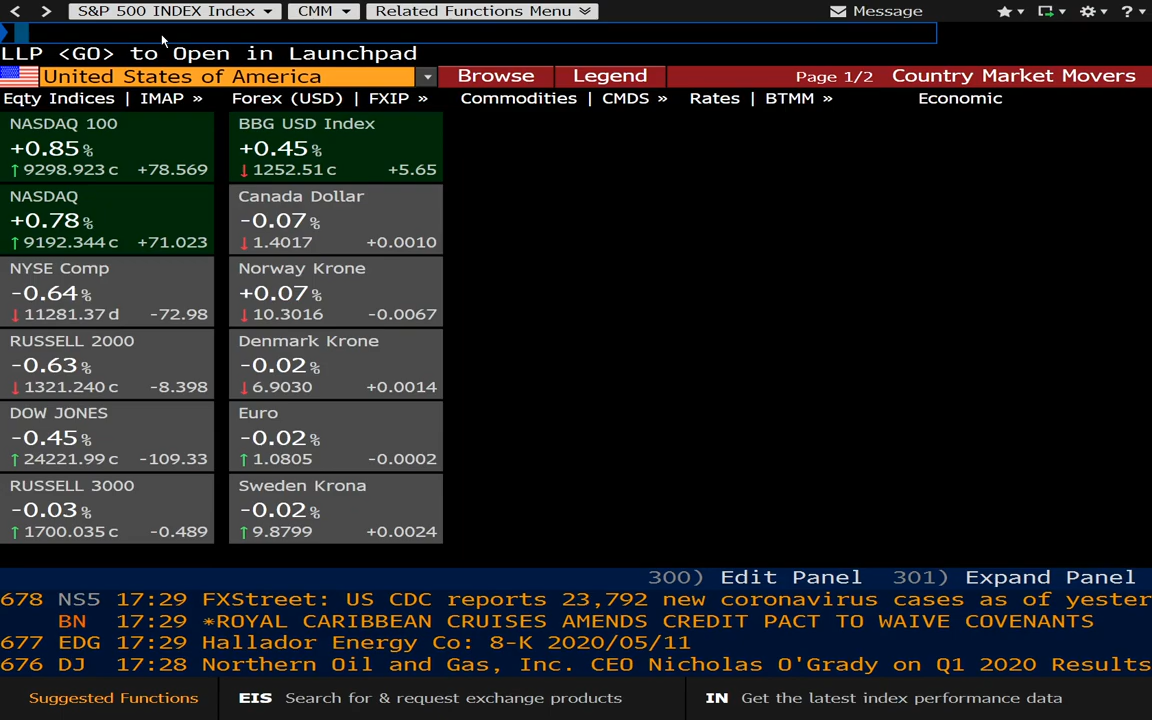 S&P 500 INDEX Index CMM Related Functions Menu Message
LLP <GO> to Open in Launchpad
United States of America Browse Legend Page 1/2 Country Market Movers
Eqty Indices | IMAP » Forex (USD) | FXIP » Commodities | CMDS » Rates | BTMM » Economic
NASDAQ 100
+0.85 %
↑9298.923 c +78.569
BBG USD Index
+0.45 %
↓1252.51 c +5.65
NASDAQ
+0.78 %
↑9192.344 c +71.023
Canada Dollar
-0.07 %
↓1.4017 +0.0010
NYSE Comp
-0.64 %
↓11281.37 d -72.98
Norway Krone
+0.07 %
↓10.3016 -0.0067
RUSSELL 2000
-0.63 %
↓1321.240 c -8.398
Denmark Krone
-0.02 %
↓6.9030 +0.0014
DOW JONES
-0.45 %
↑24221.99 c -109.33
Euro
-0.02 %
↑1.0805 -0.0002
RUSSELL 3000
-0.03 %
↑1700.035 c -0.489
Sweden Krona
-0.02 %
↑9.8799 +0.0024
300) Edit Panel 301) Expand Panel
678 NS5 17:29 FXStreet: US CDC reports 23,792 new coronavirus cases as of yester
BN 17:29 *ROYAL CARIBBEAN CRUISES AMENDS CREDIT PACT TO WAIVE COVENANTS
677 EDG 17:29 Hallador Energy Co: 8-K 2020/05/11
676 DJ 17:28 Northern Oil and Gas, Inc. CEO Nicholas O'Grady on Q1 2020 Results
Suggested Functions EIS Search for & request exchange products IN Get the latest index performance data